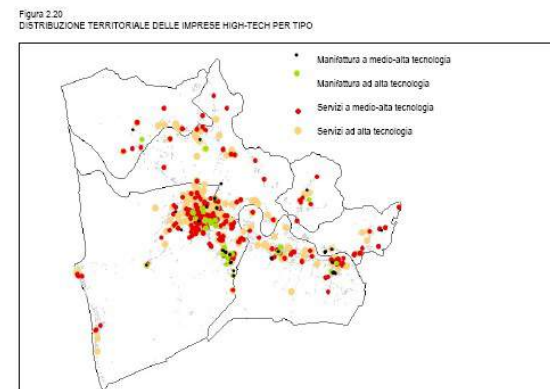 Figura 2.20
DISTRIBUZIONE TERRITORIALE DELLE IMPRESE HIGH-TECH PER TIPO
Manifattura a medio-alta tecnologia
Manifattura ad alta tecnologia
Servizi a medio-alta tecnologia
Servizi ad alta tecnologia